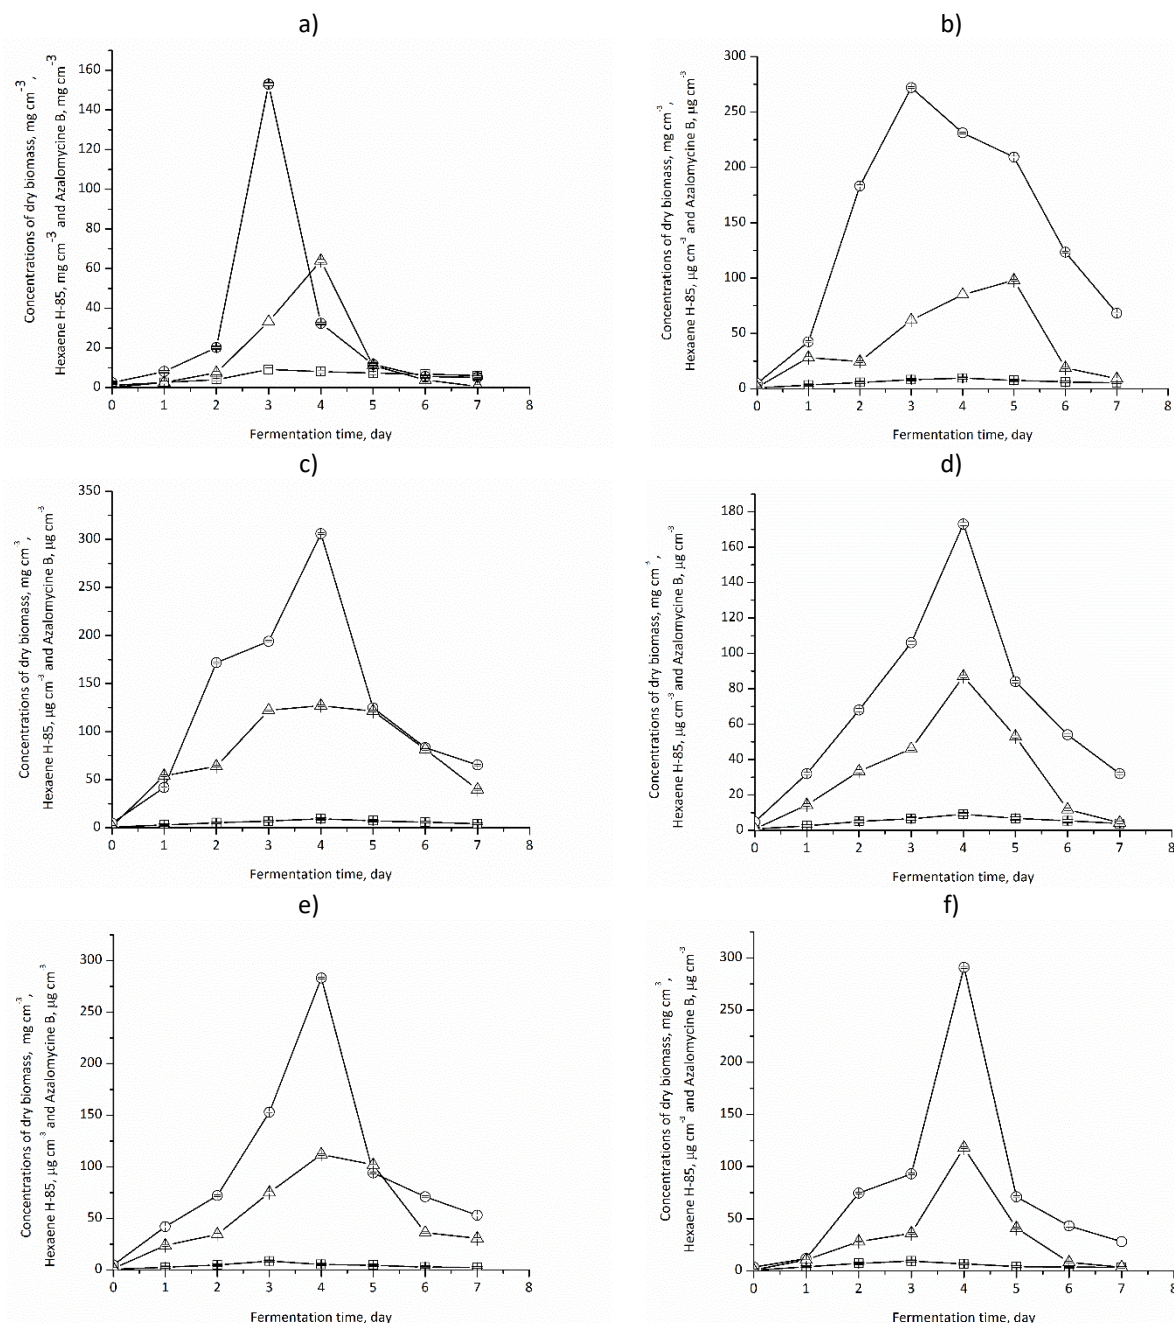 a)
Concentrations of dry biomass, mg cm-3,
Hexaene H-85, mg cm-3 and Azalomycine B, mg cm-3
160
140
120
100
80
60
40
20
0
0 1 2 3 4 5 6 7 8
Fermentation time, day
b)
Concentrations of dry biomass, mg cm-3,
Hexaene H-85, µg cm-3 and Azalomycine B, µg cm-3
300
250
200
150
100
50
0
0 1 2 3 4 5 6 7 8
Fermentation time, day
c)
Concentrations of dry biomass, mg cm-3,
Hexaene H-85, µg cm-3 and Azalomycine B, µg cm-3
350
300
250
200
150
100
50
0
0 1 2 3 4 5 6 7 8
Fermentation time, day
d)
Concentrations of dry biomass, mg cm-3,
Hexaene H-85, µg cm-3 and Azalomycine B, µg cm-3
180
160
140
120
100
80
60
40
20
0
0 1 2 3 4 5 6 7 8
Fermentation time, day
e)
Concentrations of dry biomass, mg cm-3,
Hexaene H-85, µg cm-3 and Azalomycine B, µg cm-3
300
250
200
150
100
50
0
0 1 2 3 4 5 6 7 8
Fermentation time, day
f)
Concentrations of dry biomass, mg cm-3,
Hexaene H-85, µg cm-3 and Azalomycine B, µg cm-3
300
250
200
150
100
50
0
0 1 2 3 4 5 6 7 8
Fermentation time, day